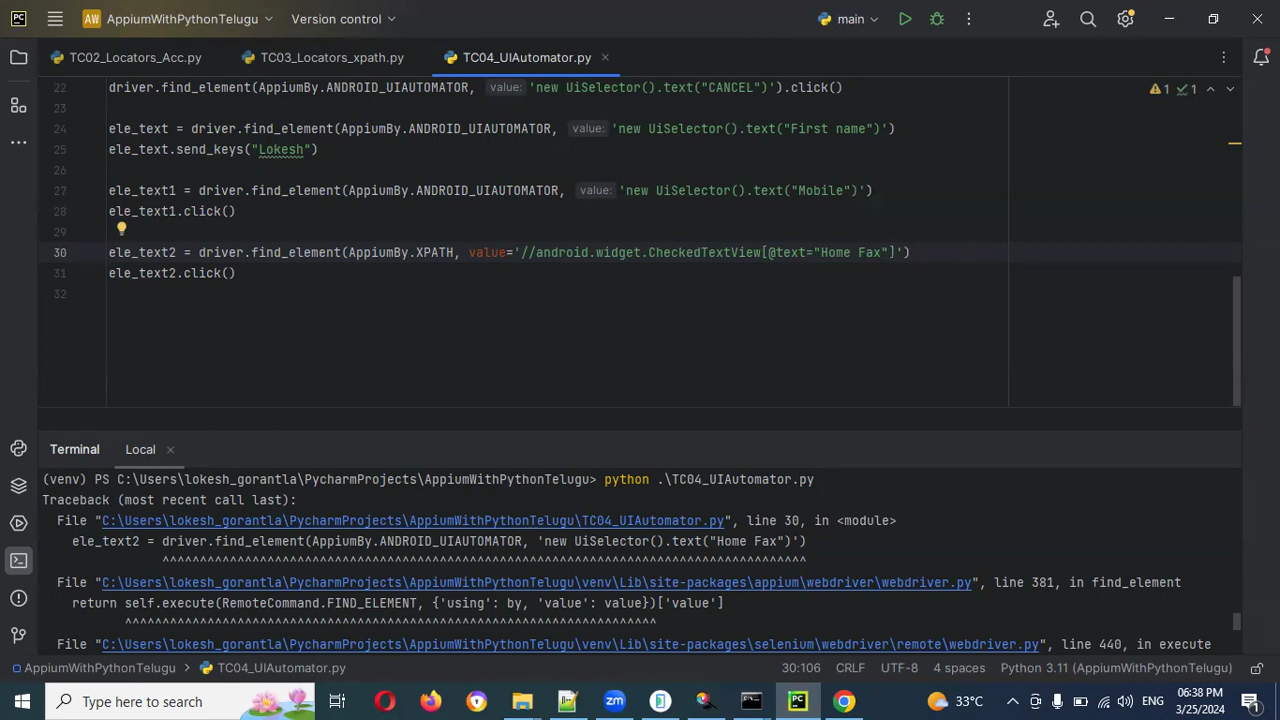 PC AW AppiumWithPythonTelugu Version control main
TC02_Locators_Acc.py TC03_Locators_xpath.py TC04_UIAutomator.py
22 driver.find_element(AppiumBy.ANDROID_UIAUTOMATOR, value: 'new UiSelector().text("CANCEL")').click() 1 1
23
24 ele_text = driver.find_element(AppiumBy.ANDROID_UIAUTOMATOR, value: 'new UiSelector().text("First name")')
25 ele_text.send_keys("Lokesh")
26
27 ele_text1 = driver.find_element(AppiumBy.ANDROID_UIAUTOMATOR, value: 'new UiSelector().text("Mobile")')
28 ele_text1.click()
29
30 ele_text2 = driver.find_element(AppiumBy.XPATH, value='//android.widget.CheckedTextView[@text="Home Fax"]')
31 ele_text2.click()
32
Terminal Local
(venv) PS C:\Users\lokesh_gorantla\PycharmProjects\AppiumWithPythonTelugu> python .\TC04_UIAutomator.py
Traceback (most recent call last):
File "C:\Users\lokesh_gorantla\PycharmProjects\AppiumWithPythonTelugu\TC04_UIAutomator.py", line 30, in <module>
ele_text2 = driver.find_element(AppiumBy.ANDROID_UIAUTOMATOR, 'new UiSelector().text("Home Fax")')
^^^^^^^^^^^^^^^^^^^^^^^^^^^^^^^^^^^^^^^^^^^^^^^^^^^^^^^^^^^^^^^^^^^^^^^^^^^^^^^^^^^^^^
File "C:\Users\lokesh_gorantla\PycharmProjects\AppiumWithPythonTelugu\venv\Lib\site-packages\appium\webdriver\webdriver.py", line 381, in find_element
return self.execute(RemoteCommand.FIND_ELEMENT, {'using': by, 'value': value})['value']
^^^^^^^^^^^^^^^^^^^^^^^^^^^^^^^^^^^^^^^^^^^^^^^^^^^^^^^^^^^^^^^^^^^^^^^
File "C:\Users\lokesh_gorantla\PycharmProjects\AppiumWithPythonTelugu\venv\Lib\site-packages\selenium\webdriver\remote\webdriver.py", line 440, in execute
AppiumWithPythonTelugu > TC04_UIAutomator.py 30:106 CRLF UTF-8 4 spaces Python 3.11 (AppiumWithPythonTelugu)
Type here to search zm PC 33°C ENG 06:38 PM
3/25/2024 1